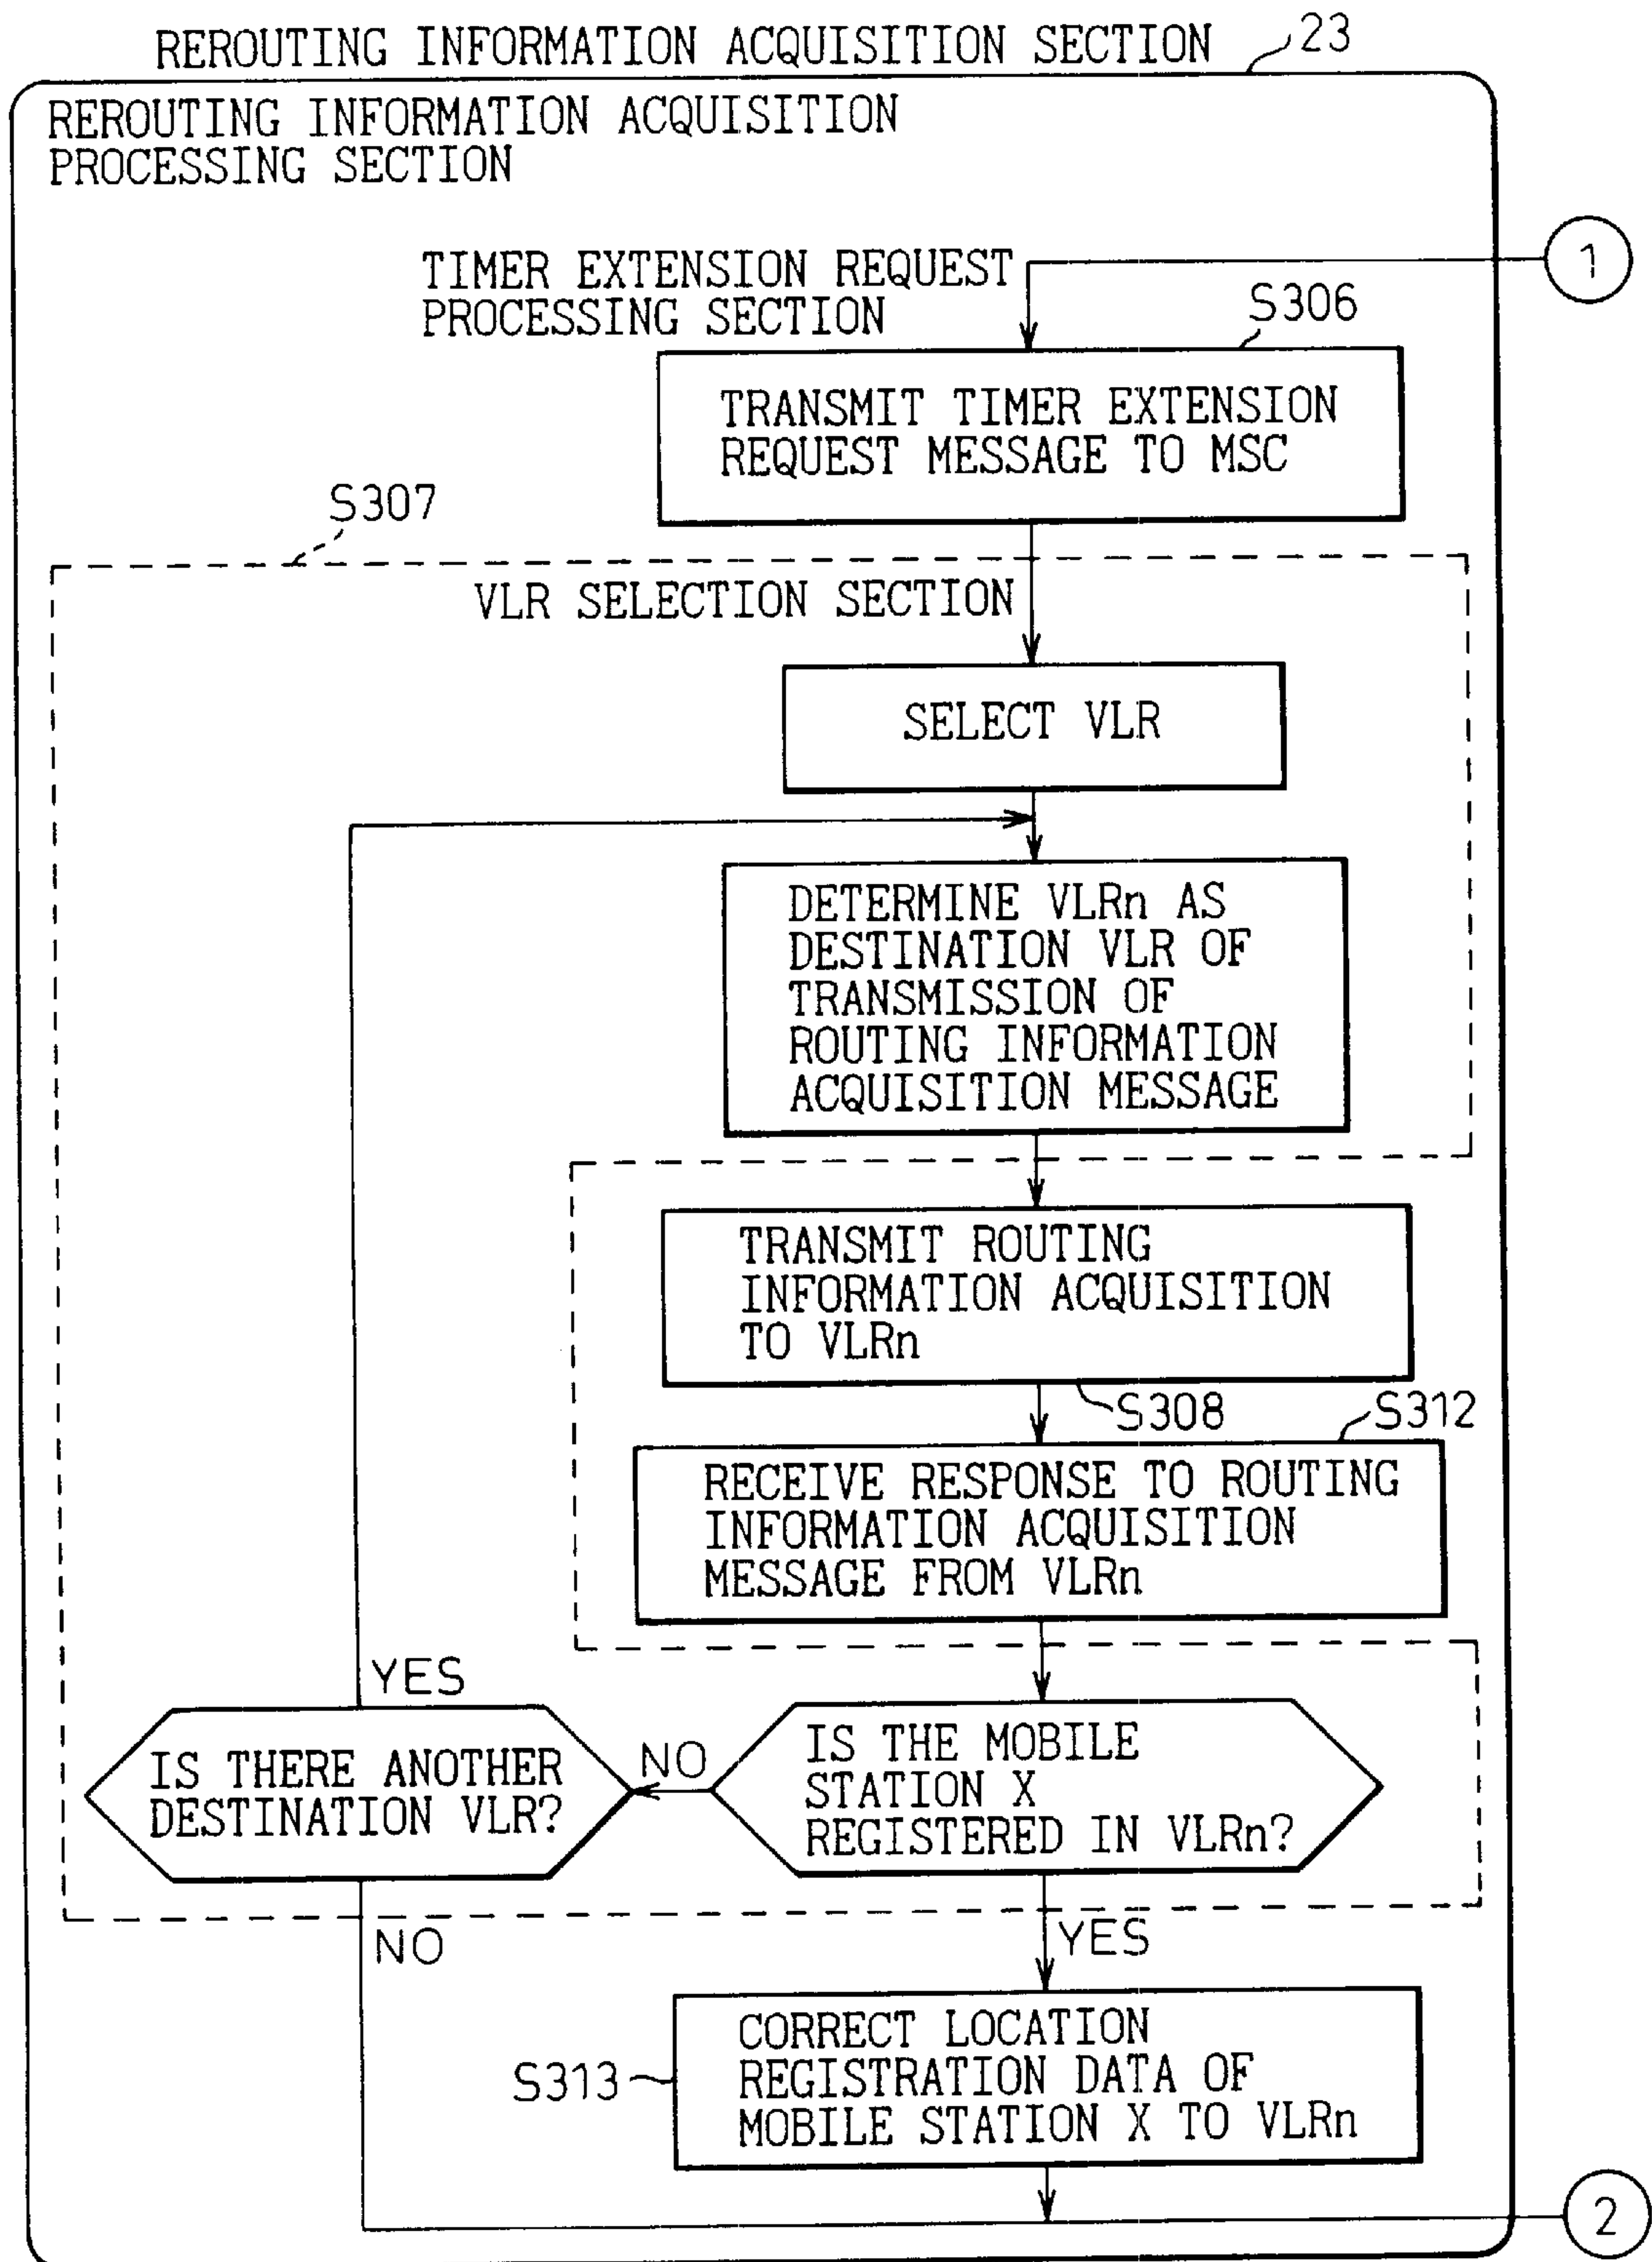 REROUTING INFORMATION ACQUISITION SECTION
23
REROUTING INFORMATION ACQUISITION
PROCESSING SECTION
1
TIMER EXTENSION REQUEST
PROCESSING SECTION
S306
TRANSMIT TIMER EXTENSION
REQUEST MESSAGE TO MSC
S307
VLR SELECTION SECTION
SELECT VLR
DETERMINE VLRn AS
DESTINATION VLR OF
TRANSMISSION OF
ROUTING INFORMATION
ACQUISITION MESSAGE
TRANSMIT ROUTING
INFORMATION ACQUISITION
TO VLRn
S308
S312
RECEIVE RESPONSE TO ROUTING
INFORMATION ACQUISITION
MESSAGE FROM VLRn
YES
IS THERE ANOTHER
DESTINATION VLR?
NO
IS THE MOBILE
STATION X
REGISTERED IN VLRn?
NO
YES
S313
CORRECT LOCATION
REGISTRATION DATA OF
MOBILE STATION X TO VLRn
2